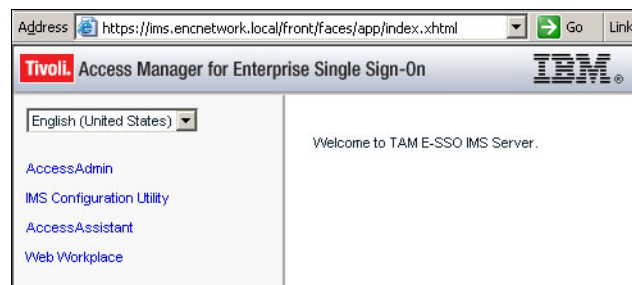 Address https://ims.encnetwork.local/front/faces/app/index.xhtml Go Link
Tivoli. Access Manager for Enterprise Single Sign-On IBM®
English (United States)
Welcome to TAM E-SSO IMS Server.
AccessAdmin
IMS Configuration Utility
AccessAssistant
Web Workplace